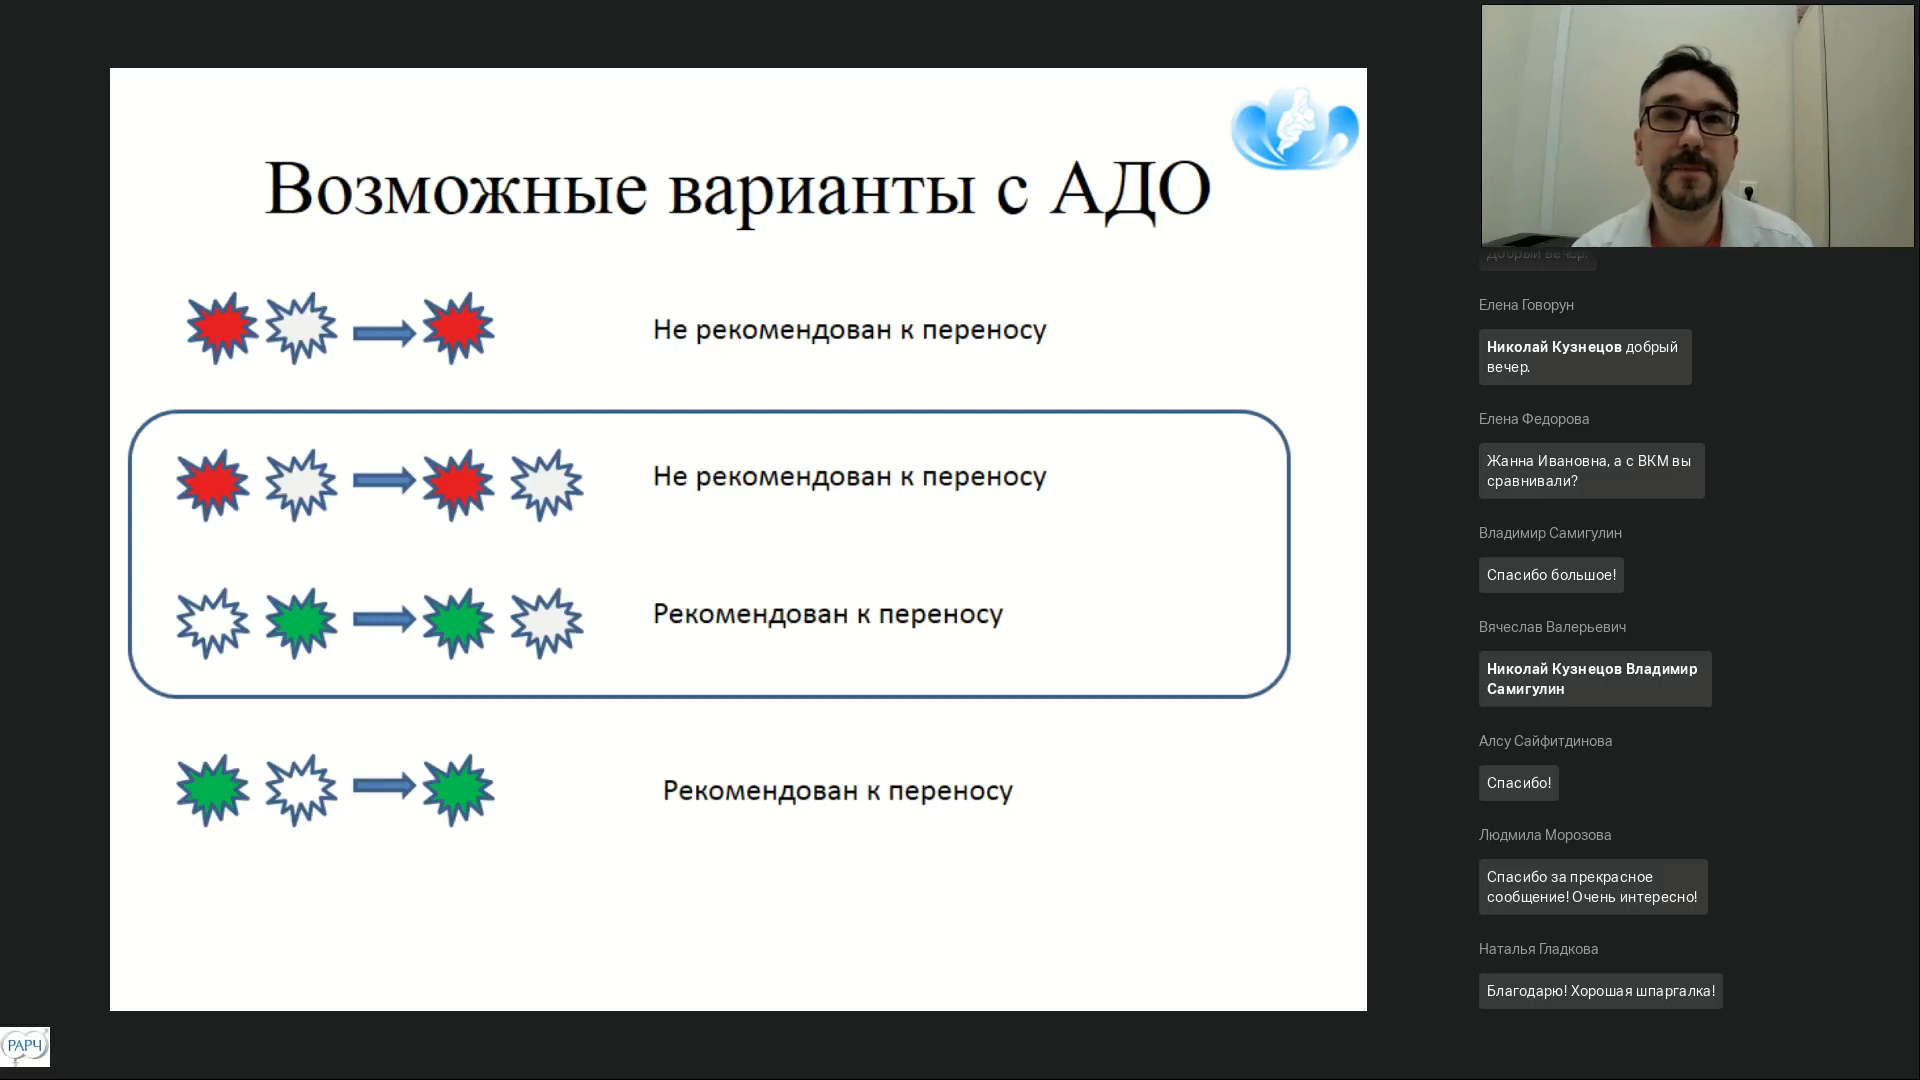 Возможные варианты с АДО
Не рекомендован к переносу
Не рекомендован к переносу
Рекомендован к переносу
Рекомендован к переносу
Добрый вечер.
Елена Говорун
Николай Кузнецов добрый
вечер.
Елена Федорова
Жанна Ивановна, а с ВКМ вы
сравнивали?
Владимир Самигулин
Спасибо большое!
Вячеслав Валерьевич
Николай Кузнецов Владимир
Самигулин
Алсу Сайфитдинова
Спасибо!
Людмила Морозова
Спасибо за прекрасное
сообщение! Очень интересно!
Наталья Гладкова
Благодарю! Хорошая шпаргалка!
РАРЧ